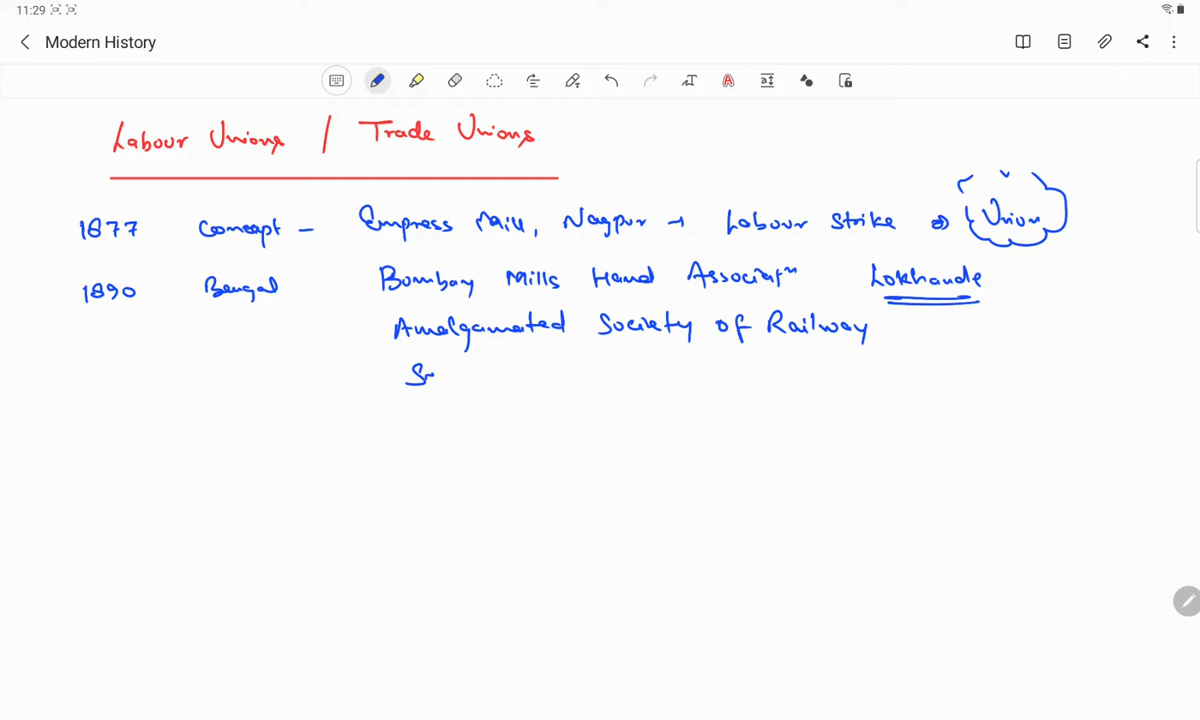 11:29
Modern History
Labour Unions / Trade Unions
1877 Concept - Empress Mill, Nagpur → Labour Strike ⇒ Union
1890 Bengal Bombay Mills Hand Associatⁿ Lokhande
Amalgamated Society of Railway